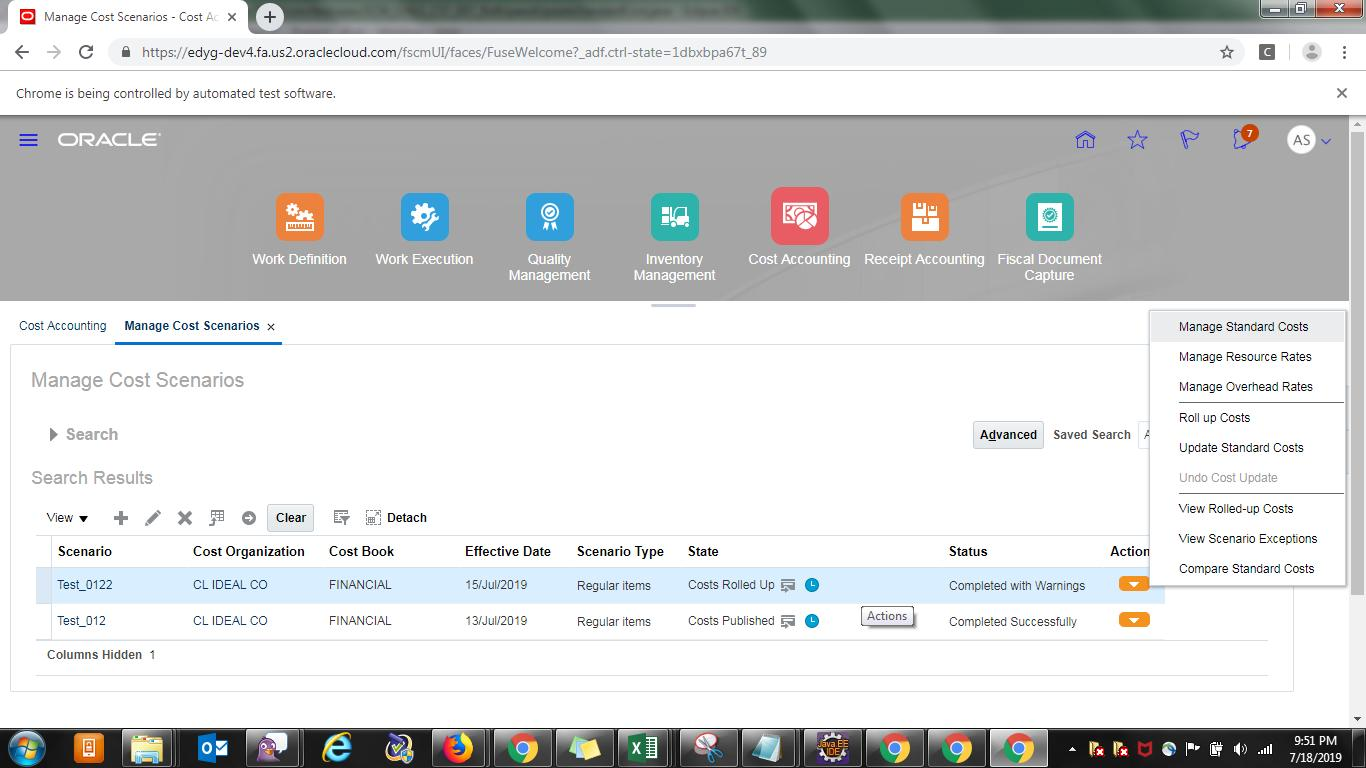 Manage Cost Scenarios - Cost Ac
https://edyg-dev4.fa.us2.oraclecloud.com/fscmUI/faces/FuseWelcome?_adf.ctrl-state=1dbxbpa67t_89
C
Chrome is being controlled by automated test software.
ORACLE
7
AS
Work Definition
Work Execution
Quality
Management
Inventory
Management
Cost Accounting
Receipt Accounting
Fiscal Document
Capture
Cost Accounting
Manage Cost Scenarios
Manage Cost Scenarios
Search
Advanced
Saved Search
A
Search Results
View
Clear
Detach
Scenario Cost Organization Cost Book Effective Date Scenario Type State Status Action
Test_0122 CL IDEAL CO FINANCIAL 15/Jul/2019 Regular items Costs Rolled Up Completed with Warnings
Test_012 CL IDEAL CO FINANCIAL 13/Jul/2019 Regular items Costs Published Completed Successfully
Actions
Columns Hidden 1
Manage Standard Costs
Manage Resource Rates
Manage Overhead Rates
Roll up Costs
Update Standard Costs
Undo Cost Update
View Rolled-up Costs
View Scenario Exceptions
Compare Standard Costs
Java EE
IDE
9:51 PM
7/18/2019